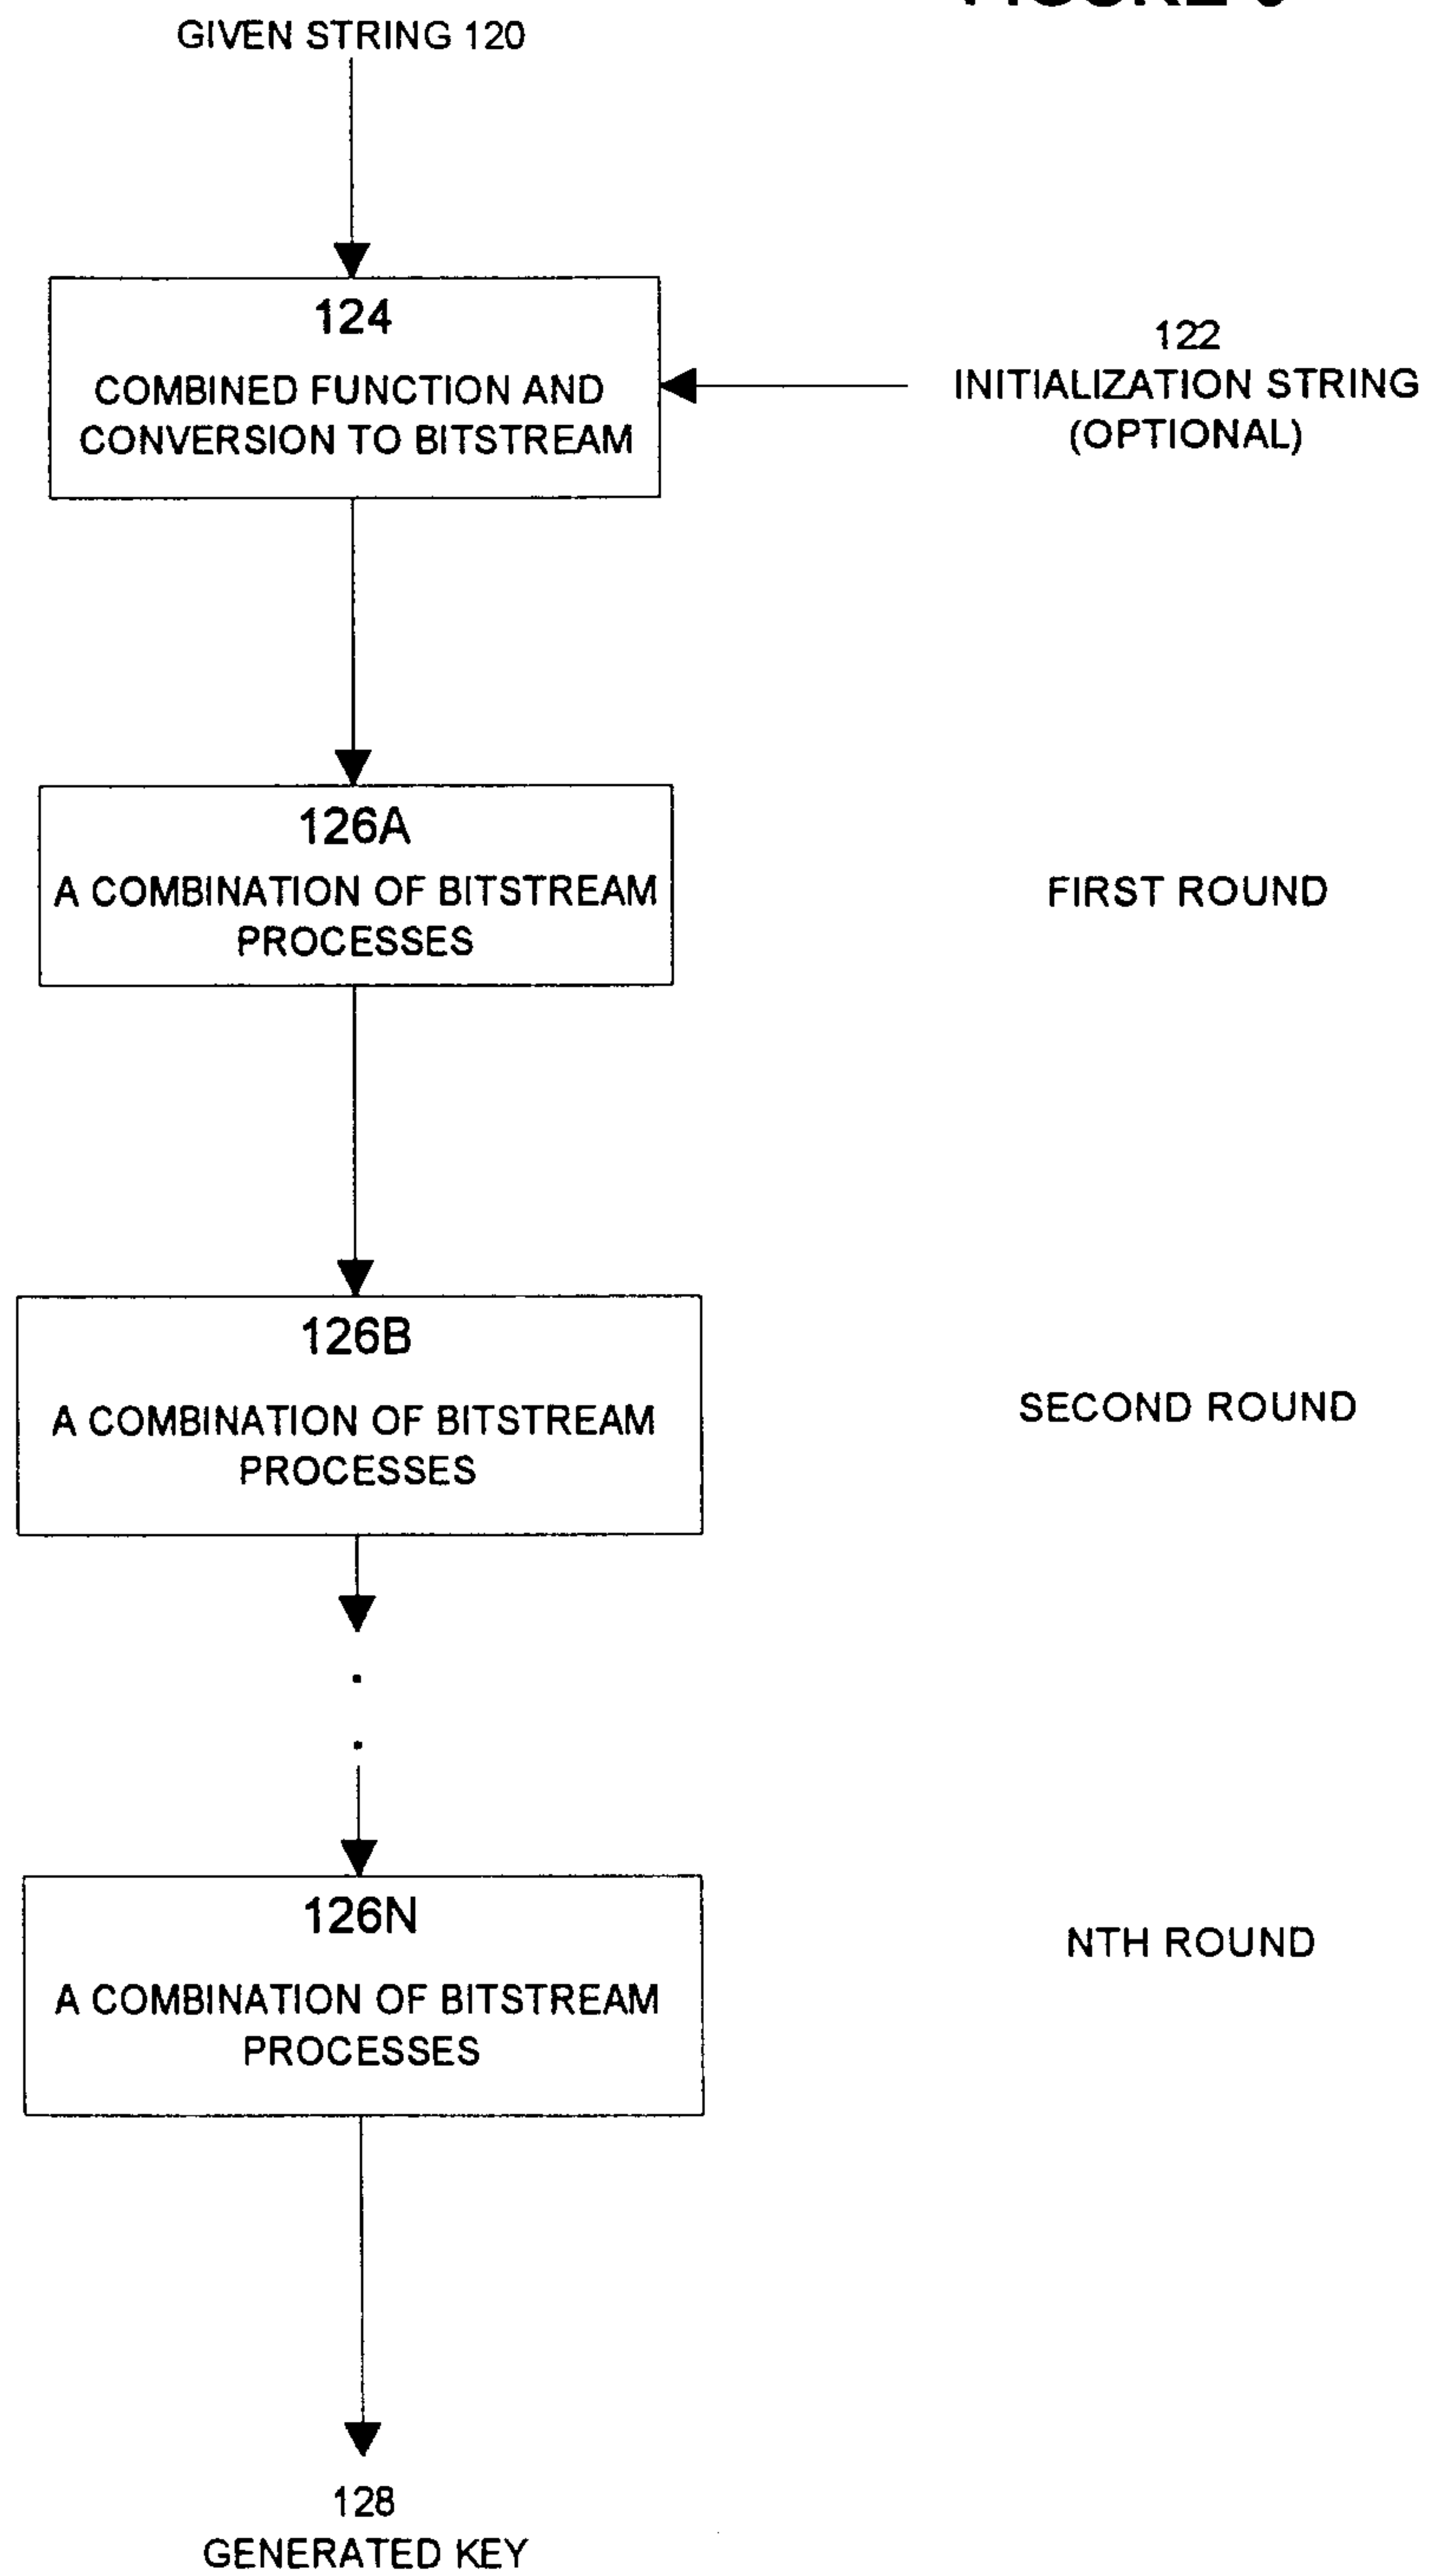 GIVEN STRING 120
124
COMBINED FUNCTION AND
CONVERSION TO BITSTREAM
122
INITIALIZATION STRING
(OPTIONAL)
126A
A COMBINATION OF BITSTREAM
PROCESSES
FIRST ROUND
126B
A COMBINATION OF BITSTREAM
PROCESSES
SECOND ROUND
126N
A COMBINATION OF BITSTREAM
PROCESSES
NTH ROUND
128
GENERATED KEY